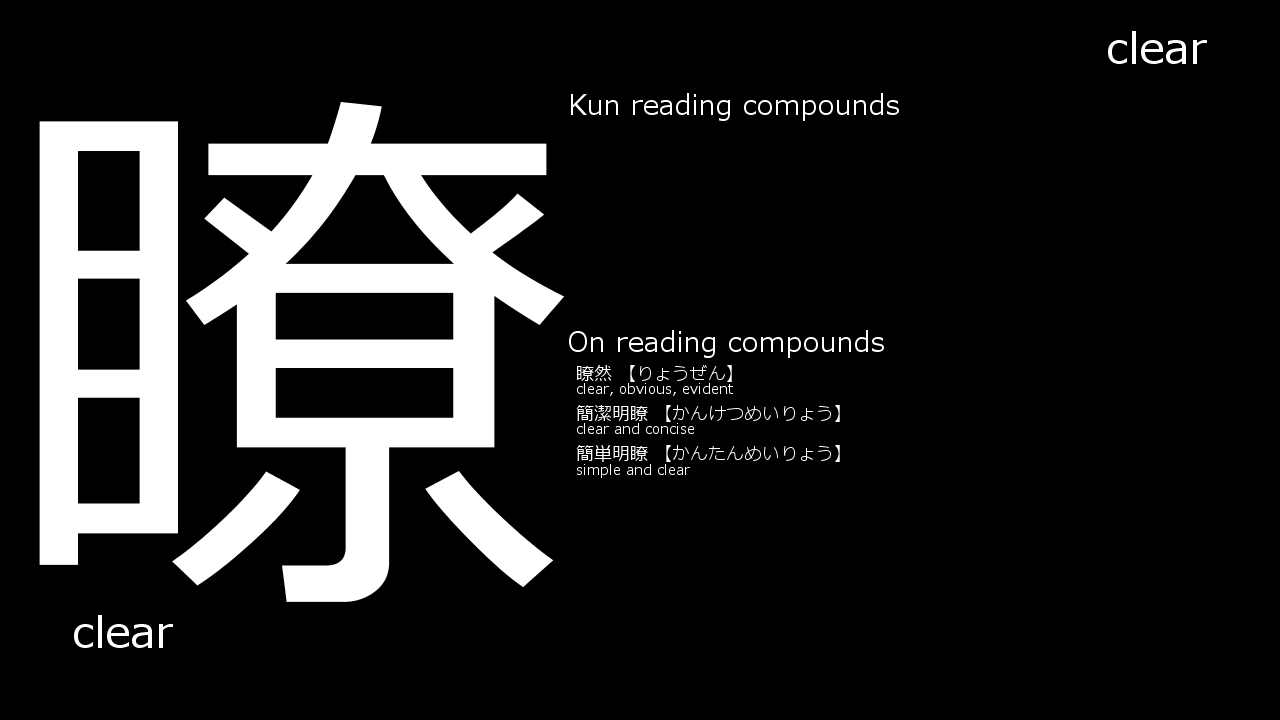 clear
Kun reading compounds
瞭
On reading compounds
瞭然 【りょうぜん】
clear, obvious, evident
簡潔明瞭 【かんけつめいりょう】
clear and concise
簡単明瞭 【かんたんめいりょう】
simple and clear
clear